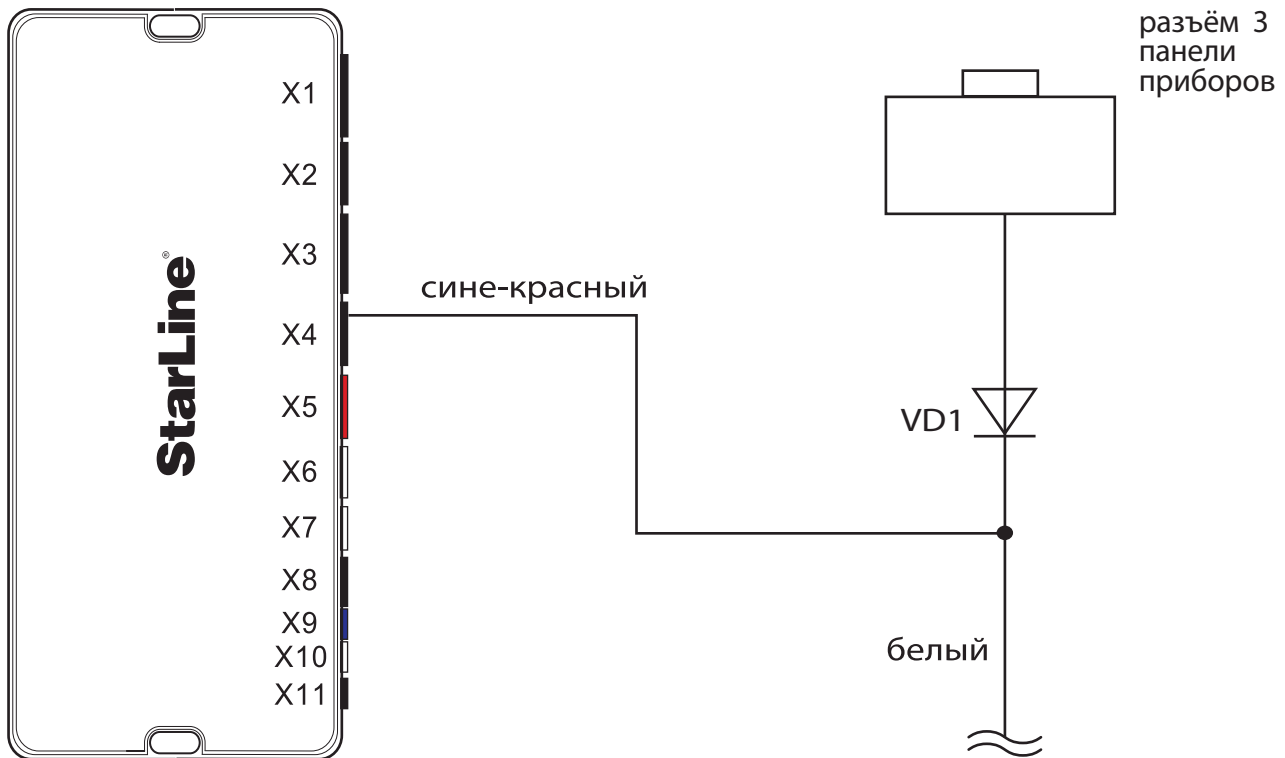 разъём 3
панели
приборов
X1
X2
X3
X4
X5
X6
X7
X8
X9
X10
X11
StarLine®
сине-красный
VD1
белый